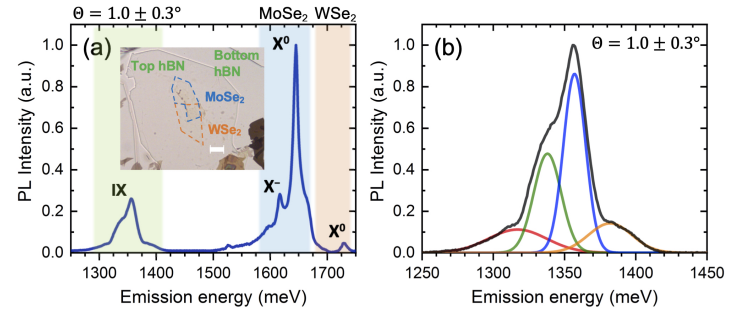 Θ = 1.0 ± 0.3°
MoSe₂ WSe₂
(a)
Top hBN
Bottom
hBN
MoSe₂
WSe₂
X⁰
X⁻
IX
X⁰
PL Intensity (a.u.)
1.0
0.8
0.6
0.4
0.2
0.0
1300 1400 1500 1600 1700
Emission energy (meV)
(b)
Θ = 1.0 ± 0.3°
PL Intensity (a.u.)
1.0
0.8
0.6
0.4
0.2
0.0
1250 1300 1350 1400 1450
Emission energy (meV)